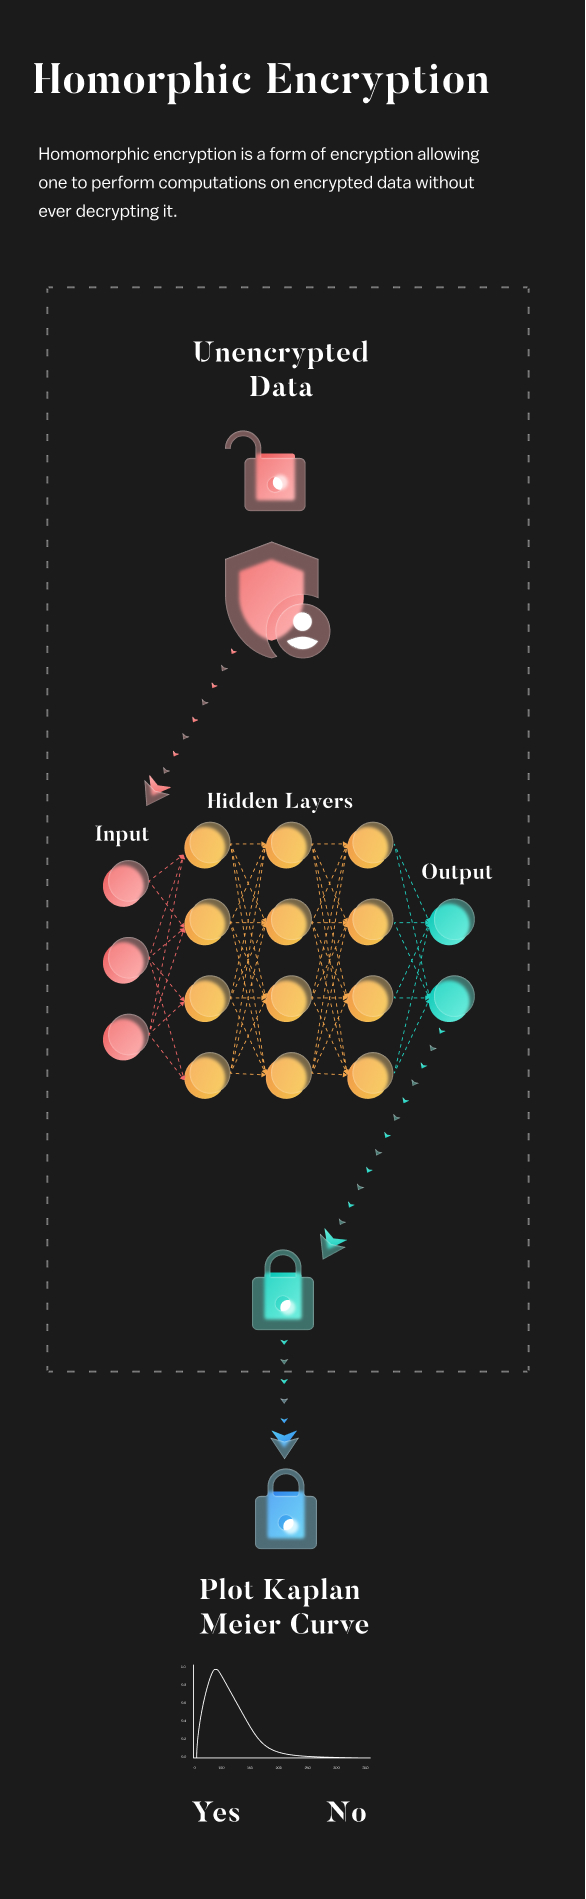 Homorphic Encryption
Homomorphic encryption is a form of encryption allowing
one to perform computations on encrypted data without
ever decrypting it.
Unencrypted
Data
Hidden Layers
Input
Output
Plot Kaplan
Meier Curve
Yes No